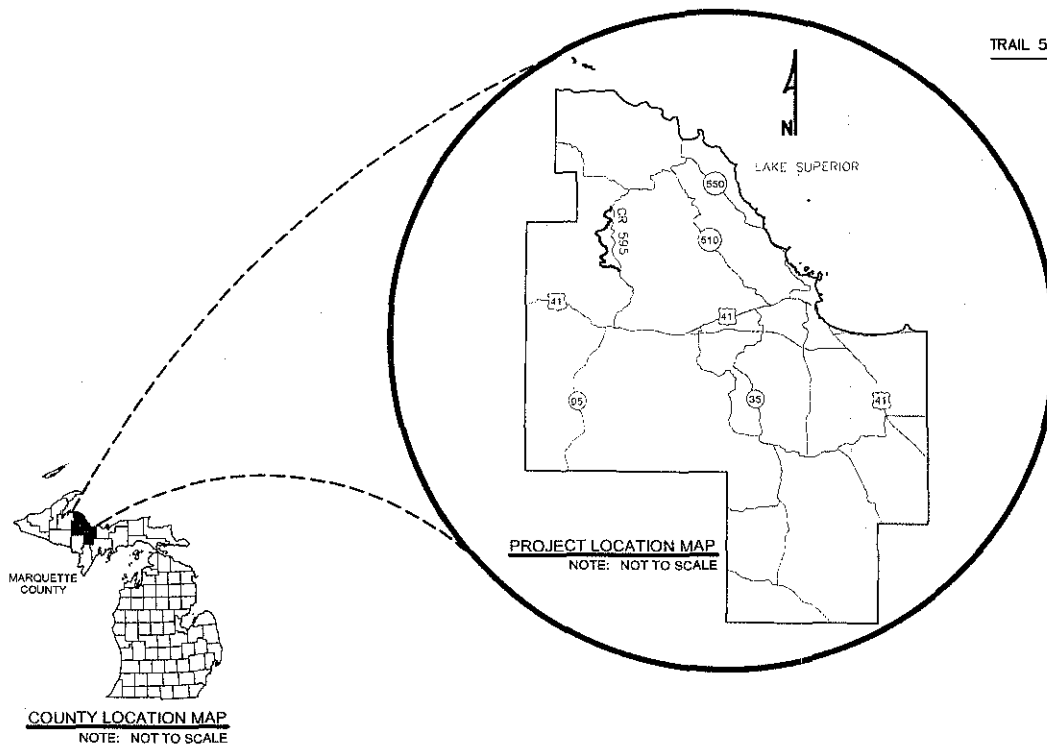 TRAIL 5
N
LAKE SUPERIOR
550
CR 595
510
41
41
95
35
41
PROJECT LOCATION MAP
NOTE: NOT TO SCALE
MARQUETTE
COUNTY
COUNTY LOCATION MAP
NOTE: NOT TO SCALE